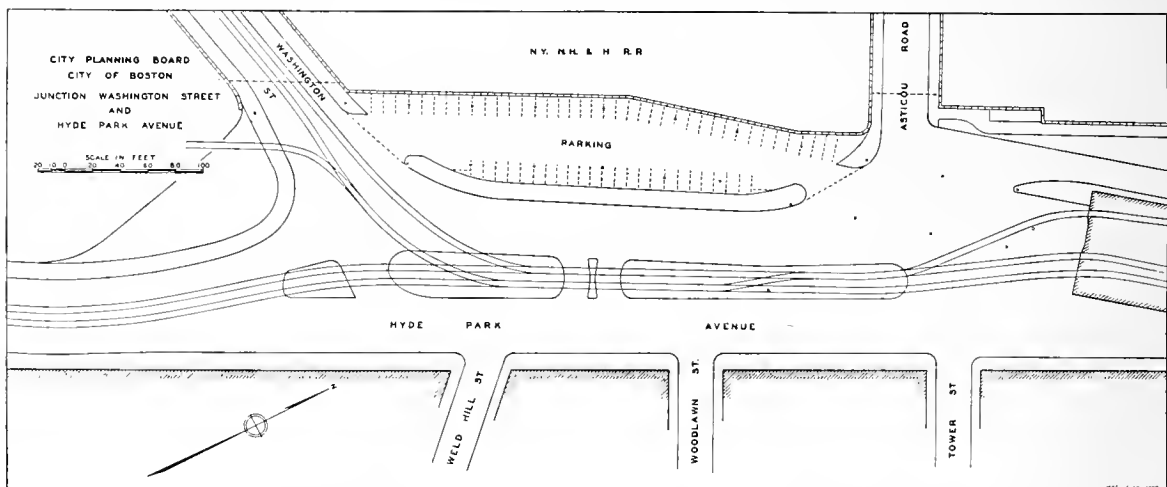 CITY PLANNING BOARD
CITY OF BOSTON
JUNCTION WASHINGTON STREET
AND
HYDE PARK AVENUE
SCALE IN FEET
20 10 0 20 40 60 80 100
WASHINGTON
ST
N.Y. N.H. & H R.R
ASTICOU ROAD
PARKING
HYDE PARK AVENUE
WELD HILL ST
WOODLAWN ST.
TOWER ST